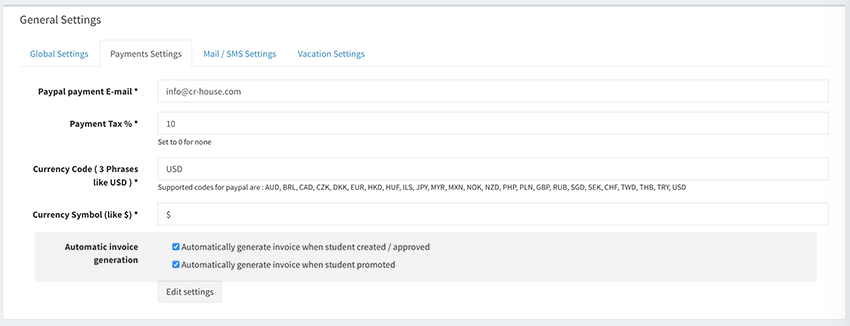 General Settings
Global Settings
Payments Settings
Mail / SMS Settings
Vacation Settings
Paypal payment E-mail *
info@cr-house.com
Payment Tax % *
10
Set to 0 for none
Currency Code ( 3 Phrases
like USD ) *
USD
Supported codes for paypal are : AUD, BRL, CAD, CZK, DKK, EUR, HKD, HUF, ILS, JPY, MYR, MXN, NOK, NZD, PHP, PLN, GBP, RUB, SGD, SEK, CHF, TWD, THB, TRY, USD
Currency Symbol (like $) *
$
Automatic invoice
generation
Automatically generate invoice when student created / approved
Automatically generate invoice when student promoted
Edit settings